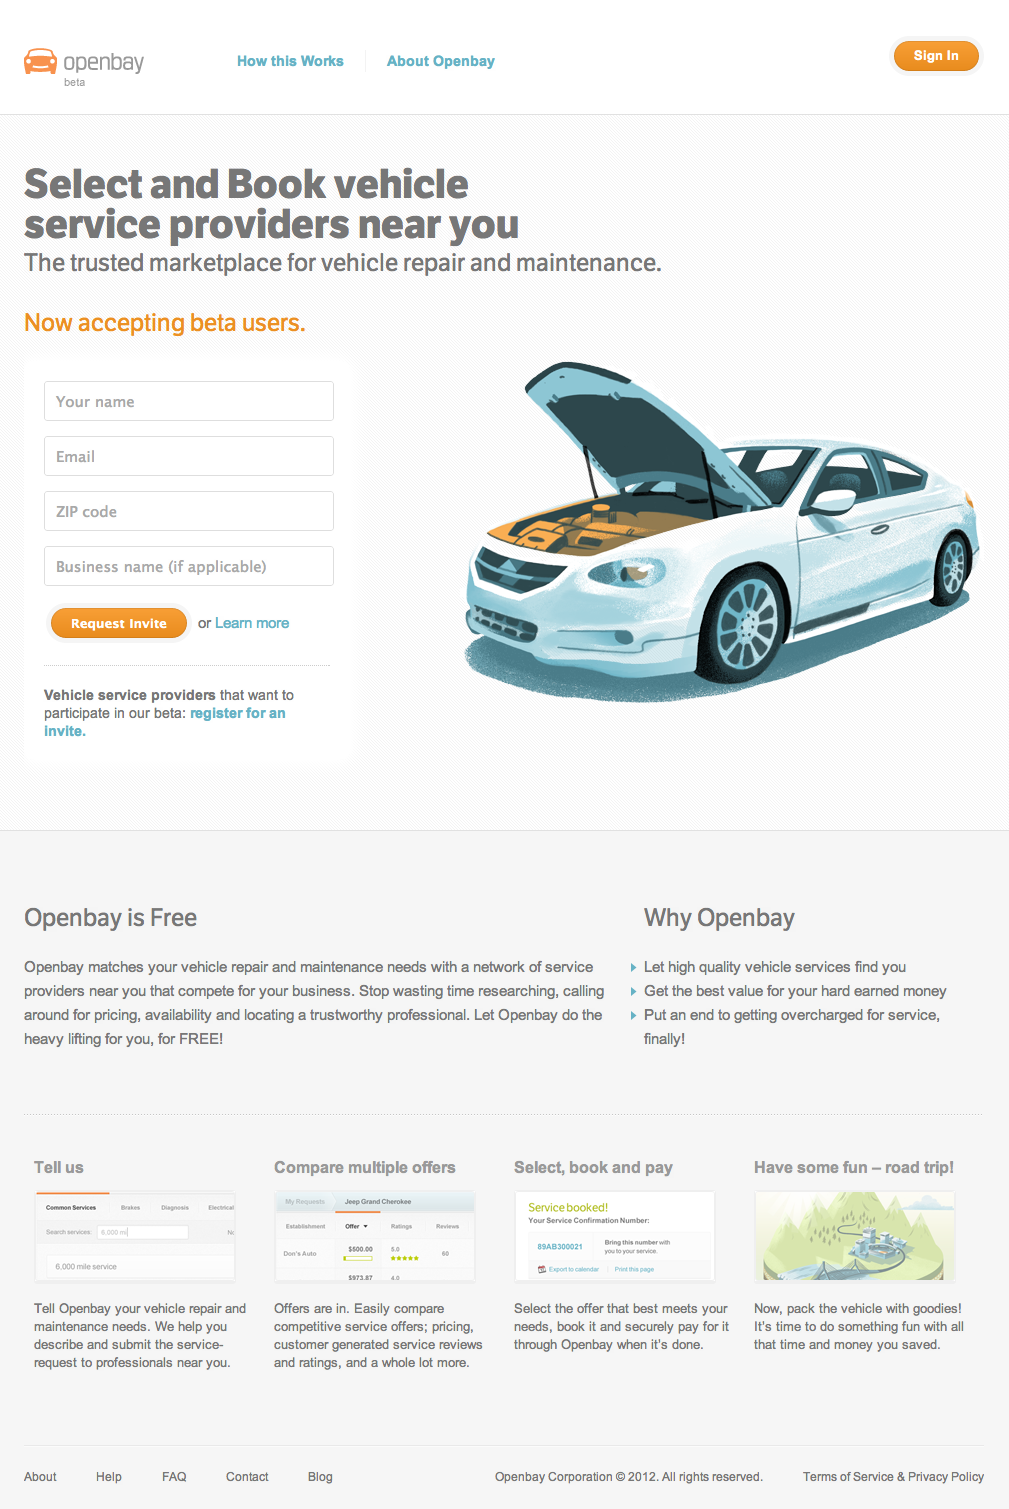 openbay
beta
How this Works
About Openbay
Sign In
Select and Book vehicle
service providers near you
The trusted marketplace for vehicle repair and maintenance.
Now accepting beta users.
Your name
Email
ZIP code
Business name (if applicable)
Request Invite or Learn more
Vehicle service providers that want to
participate in our beta: register for an
invite.
Openbay is Free
Openbay matches your vehicle repair and maintenance needs with a network of service
providers near you that compete for your business. Stop wasting time researching, calling
around for pricing, availability and locating a trustworthy professional. Let Openbay do the
heavy lifting for you, for FREE!
Why Openbay
Let high quality vehicle services find you
Get the best value for your hard earned money
Put an end to getting overcharged for service,
finally!
Tell us
Common Services Brakes Diagnosis Electrical
Search services: 6,000 mi No
6,000 mile service
Tell Openbay your vehicle repair and
maintenance needs. We help you
describe and submit the service-
request to professionals near you.
Compare multiple offers
My Requests Jeep Grand Cherokee
Establishment Offer Ratings Reviews
Don's Auto $500.00 5.0 60
$973.87 4.0
Offers are in. Easily compare
competitive service offers; pricing,
customer generated service reviews
and ratings, and a whole lot more.
Select, book and pay
Service booked!
Your Service Confirmation Number:
89AB300021
Bring this number with
you to your service.
Export to calendar Print this page
Select the offer that best meets your
needs, book it and securely pay for it
through Openbay when it's done.
Have some fun – road trip!
Now, pack the vehicle with goodies!
It's time to do something fun with all
that time and money you saved.
About Help FAQ Contact Blog
Openbay Corporation © 2012. All rights reserved.
Terms of Service & Privacy Policy